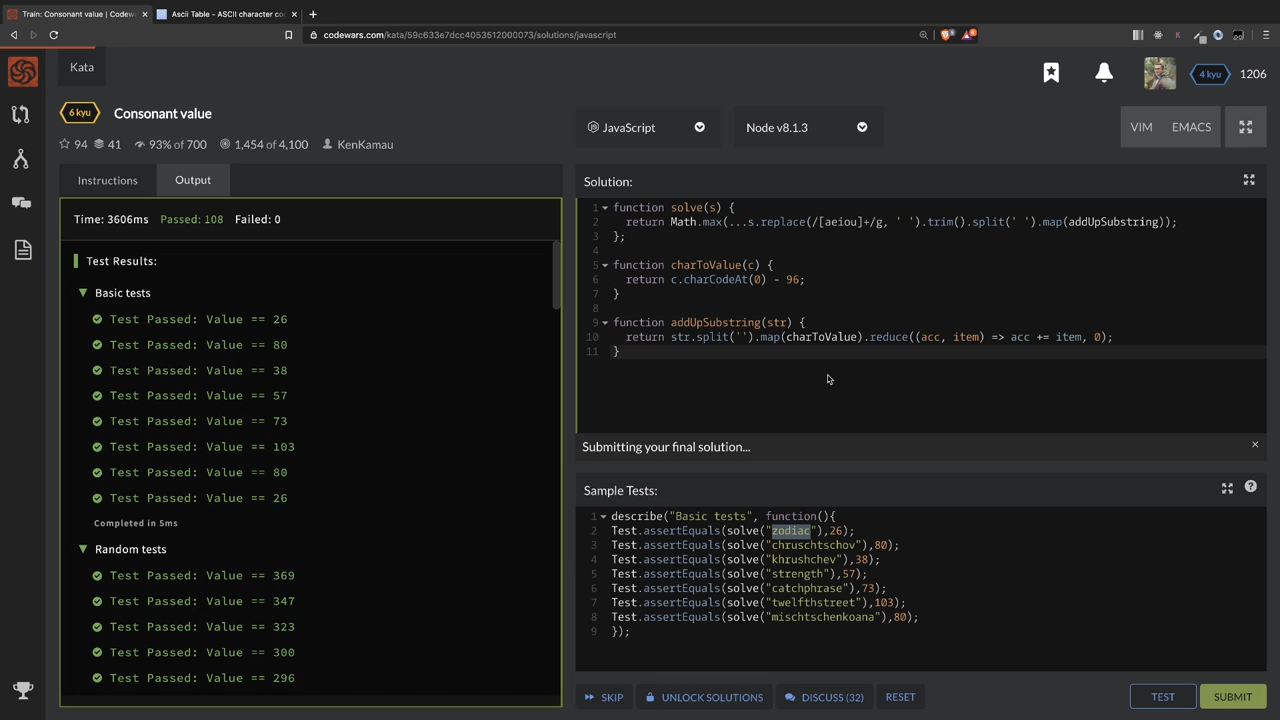 Train: Consonant value | Codewa
Ascii Table - ASCII character co
codewars.com/kata/59c633e7dcc4053512000073/solutions/javascript
Kata
4 kyu
1206
6 kyu
Consonant value
94
41
93% of 700
1,454 of 4,100
KenKamau
JavaScript
Node v8.1.3
VIM
EMACS
Instructions
Output
Time: 3606ms Passed: 108 Failed: 0
Test Results:
Basic tests
Test Passed: Value == 26
Test Passed: Value == 80
Test Passed: Value == 38
Test Passed: Value == 57
Test Passed: Value == 73
Test Passed: Value == 103
Test Passed: Value == 80
Test Passed: Value == 26
Completed in 5ms
Random tests
Test Passed: Value == 369
Test Passed: Value == 347
Test Passed: Value == 323
Test Passed: Value == 300
Test Passed: Value == 296
Solution:
1 function solve(s) {
2 return Math.max(...s.replace(/[aeiou]+/g, ' ').trim().split(' ').map(addUpSubstring));
3 };
4
5 function charToValue(c) {
6 return c.charCodeAt(0) - 96;
7 }
8
9 function addUpSubstring(str) {
10 return str.split('').map(charToValue).reduce((acc, item) => acc += item, 0);
11 }
Submitting your final solution...
Sample Tests:
1 describe("Basic tests", function(){
2 Test.assertEquals(solve("zodiac"),26);
3 Test.assertEquals(solve("chruschtschov"),80);
4 Test.assertEquals(solve("khrushchev"),38);
5 Test.assertEquals(solve("strength"),57);
6 Test.assertEquals(solve("catchphrase"),73);
7 Test.assertEquals(solve("twelfthstreet"),103);
8 Test.assertEquals(solve("mischtschenkoana"),80);
9 });
SKIP
UNLOCK SOLUTIONS
DISCUSS (32)
RESET
TEST
SUBMIT